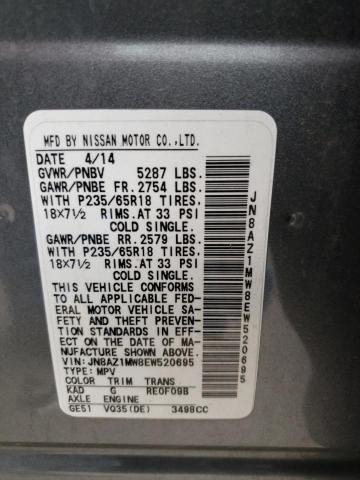 MFD BY NISSAN MOTOR CO.,LTD.
DATE 4/14
GVWR/PNBV 5287 LBS.
GAWR/PNBE FR. 2754 LBS.
WITH P235/65R18 TIRES.
18×7½ RIMS.AT 33 PSI
COLD SINGLE.
GAWR/PNBE RR. 2579 LBS.
WITH P235/65R18 TIRES.
18×7½ RIMS.AT 33 PSI
COLD SINGLE.
THIS VEHICLE CONFORMS
TO ALL APPLICABLE FED-
ERAL MOTOR VEHICLE SA-
FETY AND THEFT PREVEN-
TION STANDARDS IN EFF-
ECT ON THE DATE OF MA-
NUFACTURE SHOWN ABOVE.
VIN: JN8AZ1MW8EW520695
TYPE: MPV
COLOR TRIM TRANS
KAD G RE0F09B
AXLE ENGINE
GE51 VQ35(DE) 3498CC
JN8AZ1MW8EW520695